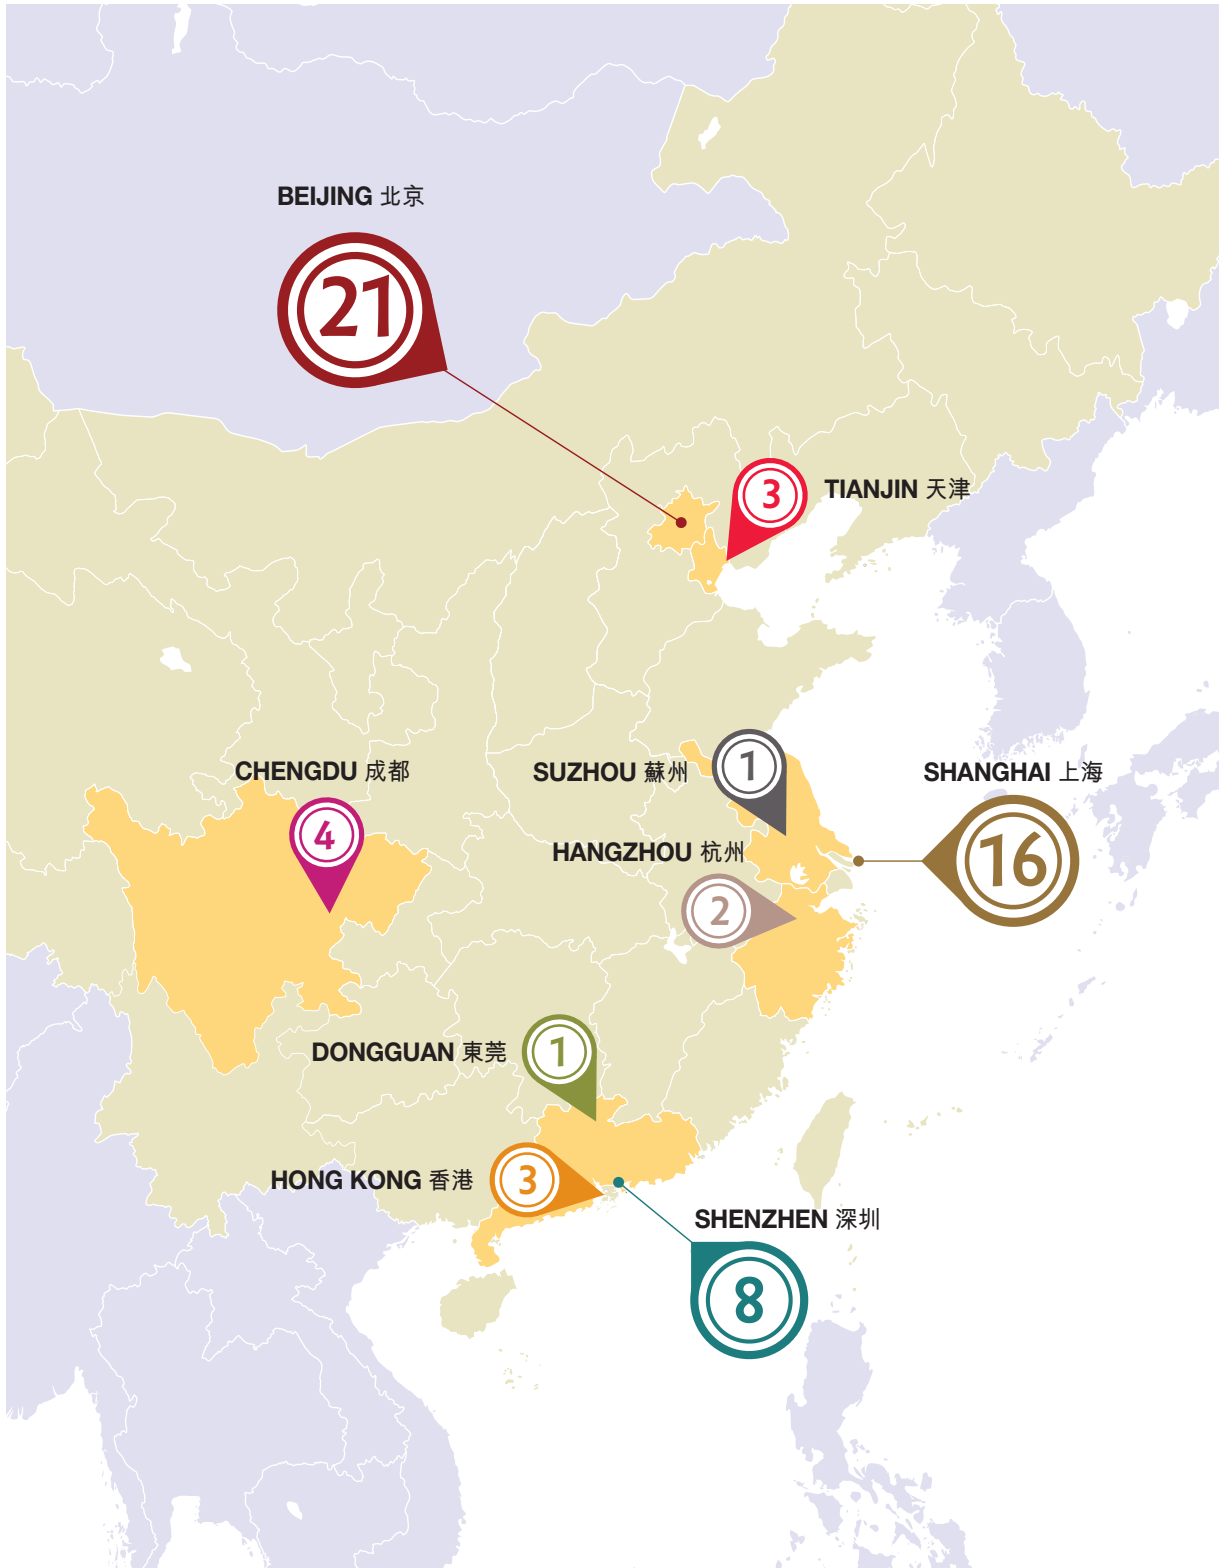 BEIJING 北京
21
3
TIANJIN 天津
CHENGDU 成都
4
SUZHOU 蘇州
1
SHANGHAI 上海
16
HANGZHOU 杭州
2
DONGGUAN 東莞
1
HONG KONG 香港
3
SHENZHEN 深圳
8